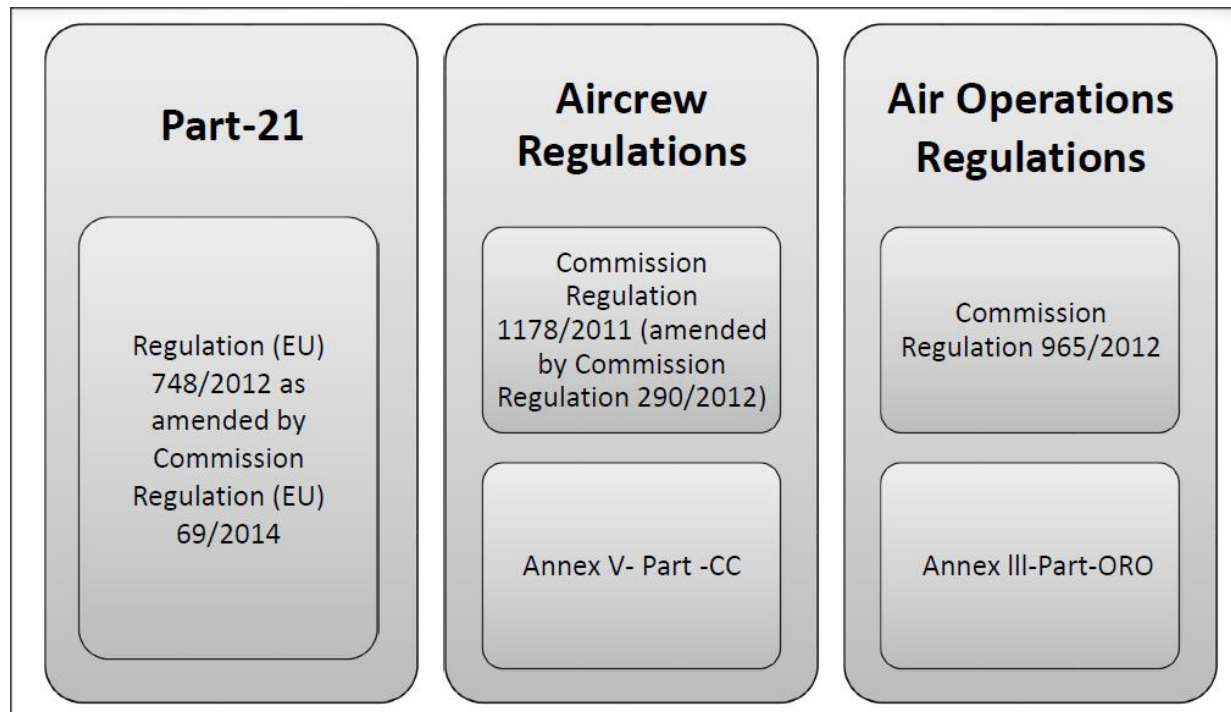 Part-21
Regulation (EU)
748/2012 as
amended by
Commission
Regulation (EU)
69/2014
Aircrew
Regulations
Commission
Regulation
1178/2011 (amended
by Commission
Regulation 290/2012)
Annex V- Part -CC
Air Operations
Regulations
Commission
Regulation 965/2012
Annex lll-Part-ORO